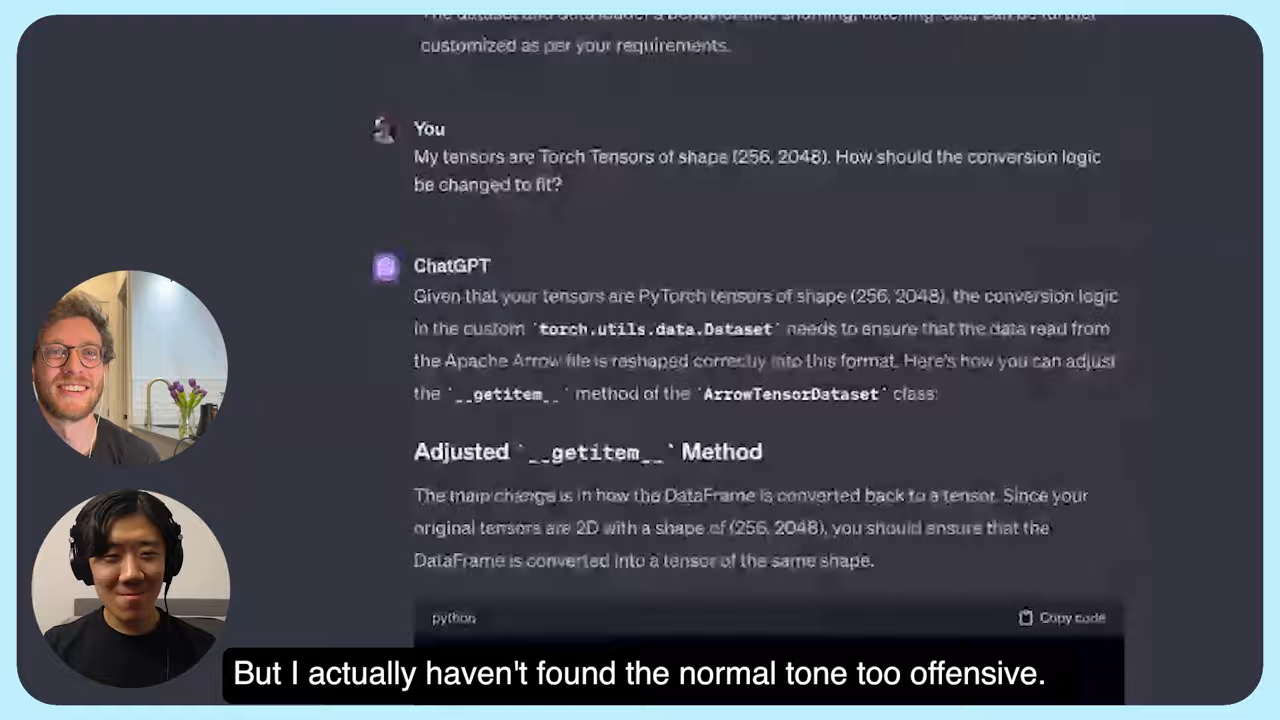 customized as per your requirements.
You
My tensors are Torch Tensors of shape (256, 2048). How should the conversion logic
be changed to fit?
ChatGPT
Given that your tensors are PyTorch tensors of shape (256, 2048), the conversion logic
in the custom `torch.utils.data.Dataset` needs to ensure that the data read from
the Apache Arrow file is reshaped correctly into this format. Here's how you can adjust
the `__getitem__` method of the `ArrowTensorDataset` class:
Adjusted `__getitem__` Method
The main change is in how the DataFrame is converted back to a tensor. Since your
original tensors are 2D with a shape of (256, 2048), you should ensure that the
DataFrame is converted into a tensor of the same shape.
python
Copy code
But I actually haven't found the normal tone too offensive.